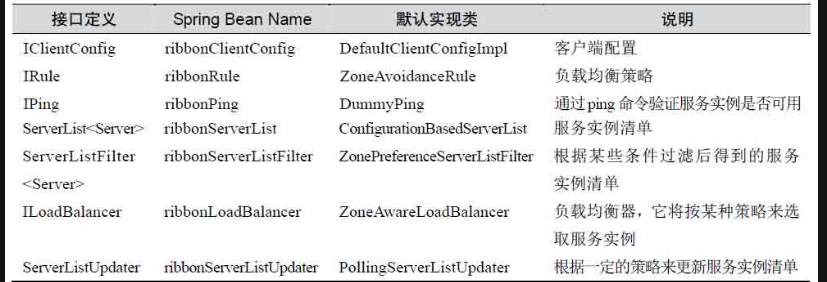 接口定义 Spring Bean Name 默认实现类 说明
IClientConfig ribbonClientConfig DefaultClientConfigImpl 客户端配置
IRule ribbonRule ZoneAvoidanceRule 负载均衡策略
IPing ribbonPing DummyPing 通过ping命令验证服务实例是否可用
ServerList<Server> ribbonServerList ConfigurationBasedServerList 服务实例清单
ServerListFilter ribbonServerListFilter ZonePreferenceServerListFilter 根据某些条件过滤后得到的服务
<Server> 实例清单
ILoadBalancer ribbonLoadBalancer ZoneAwareLoadBalancer 负载均衡器，它将按某种策略来选
取服务实例
ServerListUpdater ribbonServerListUpdater PollingServerListUpdater 根据一定的策略来更新服务实例清单